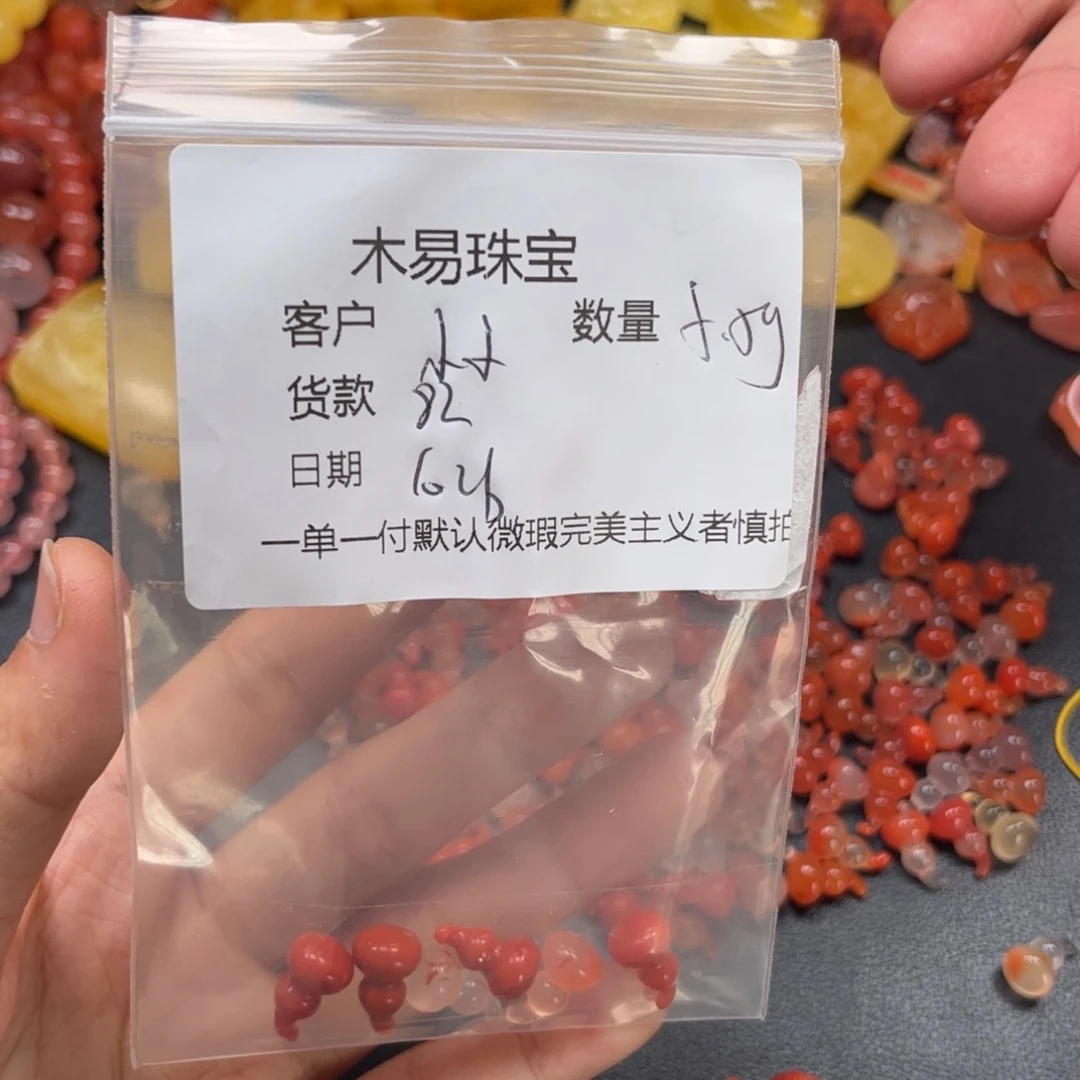 木易珠宝
客户 数量
货款
日期
一单一付默认微瑕完美主义者慎拍